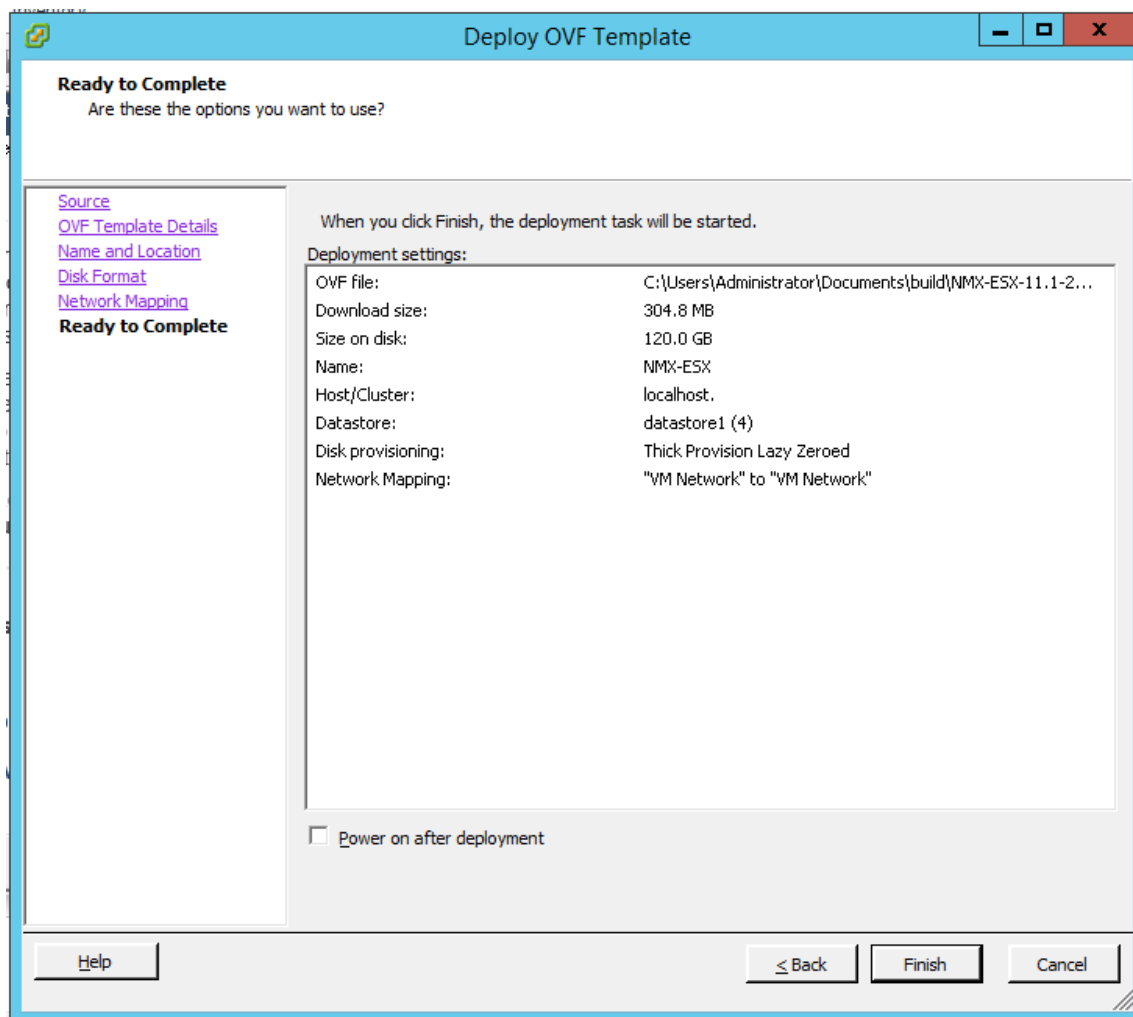 Deploy OVF Template
Ready to Complete
Are these the options you want to use?
Source
OVF Template Details
Name and Location
Disk Format
Network Mapping
Ready to Complete
When you click Finish, the deployment task will be started.
Deployment settings:
OVF file: C:\Users\Administrator\Documents\build\NMX-ESX-11.1-2...
Download size: 304.8 MB
Size on disk: 120.0 GB
Name: NMX-ESX
Host/Cluster: localhost.
Datastore: datastore1 (4)
Disk provisioning: Thick Provision Lazy Zeroed
Network Mapping: "VM Network" to "VM Network"
Power on after deployment
Help
< Back
Finish
Cancel